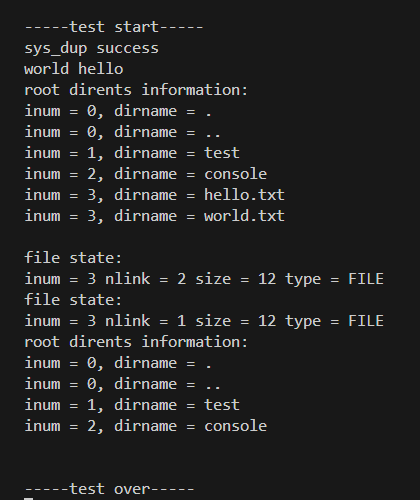 -----test start-----
sys_dup success
world hello
root dirents information:
inum = 0, dirname = .
inum = 0, dirname = ..
inum = 1, dirname = test
inum = 2, dirname = console
inum = 3, dirname = hello.txt
inum = 3, dirname = world.txt

file state:
inum = 3 nlink = 2 size = 12 type = FILE
file state:
inum = 3 nlink = 1 size = 12 type = FILE
root dirents information:
inum = 0, dirname = .
inum = 0, dirname = ..
inum = 1, dirname = test
inum = 2, dirname = console

-----test over-----